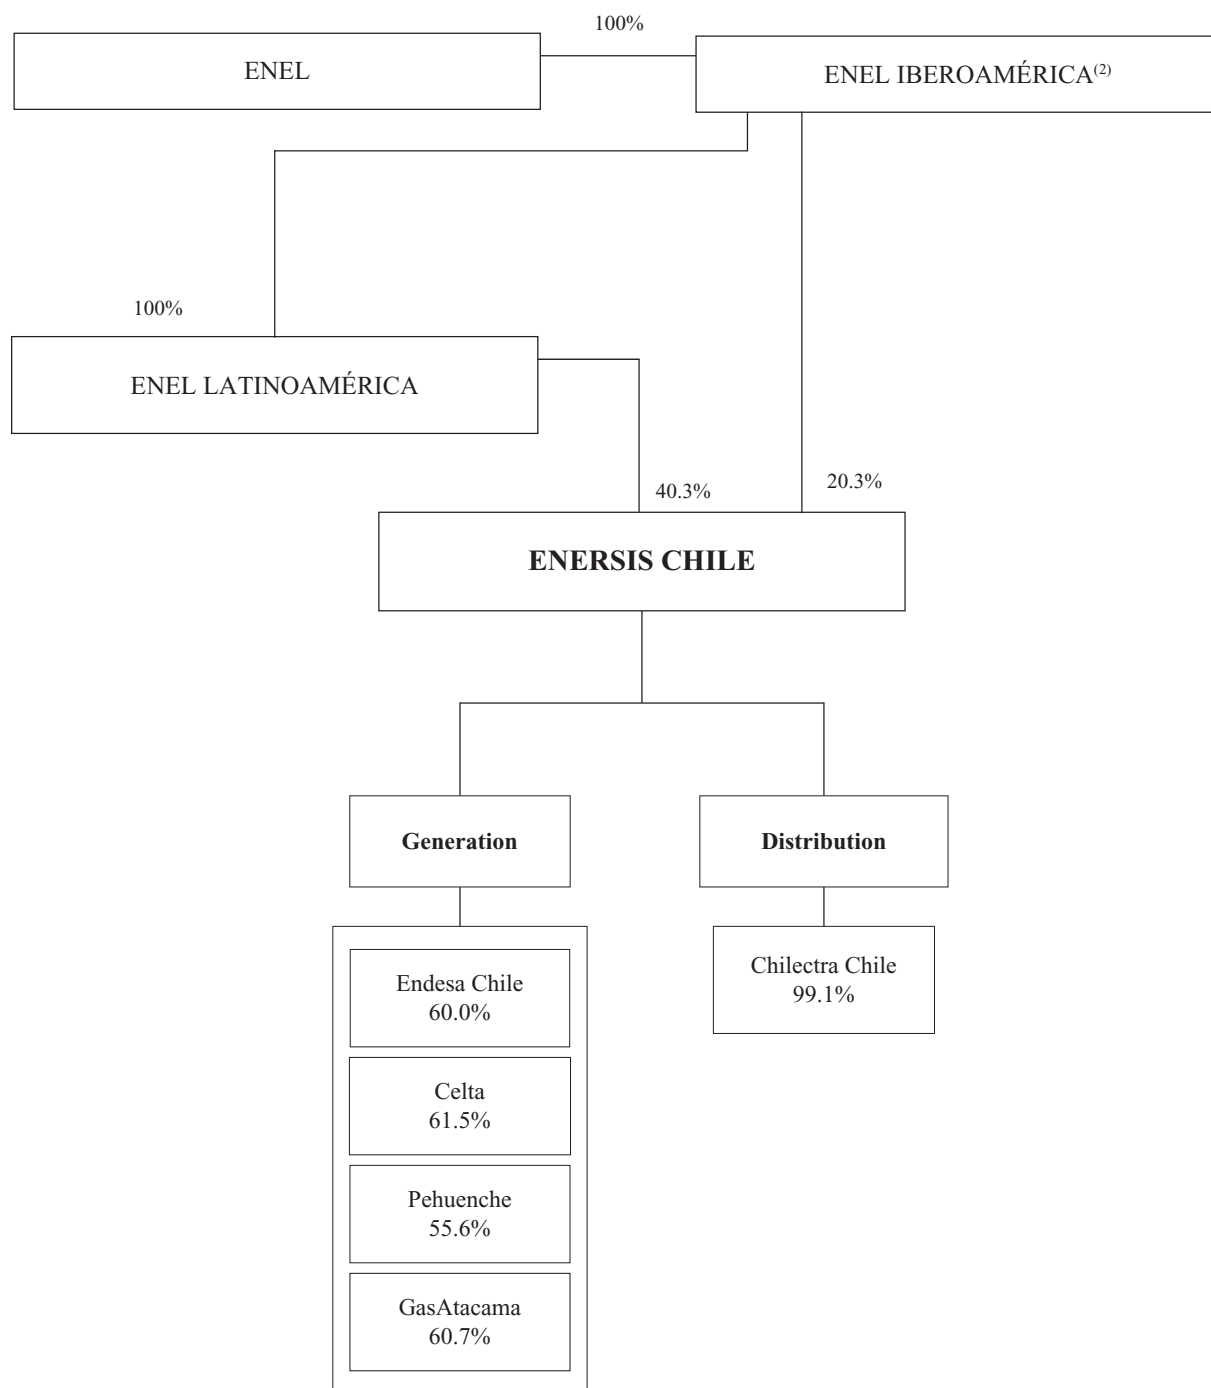 100%
ENEL
ENEL IBEROAMÉRICA(2)
100%
ENEL LATINOAMÉRICA
40.3%
20.3%
ENERSIS CHILE
Generation
Distribution
Endesa Chile
60.0%
Chilectra Chile
99.1%
Celta
61.5%
Pehuenche
55.6%
GasAtacama
60.7%